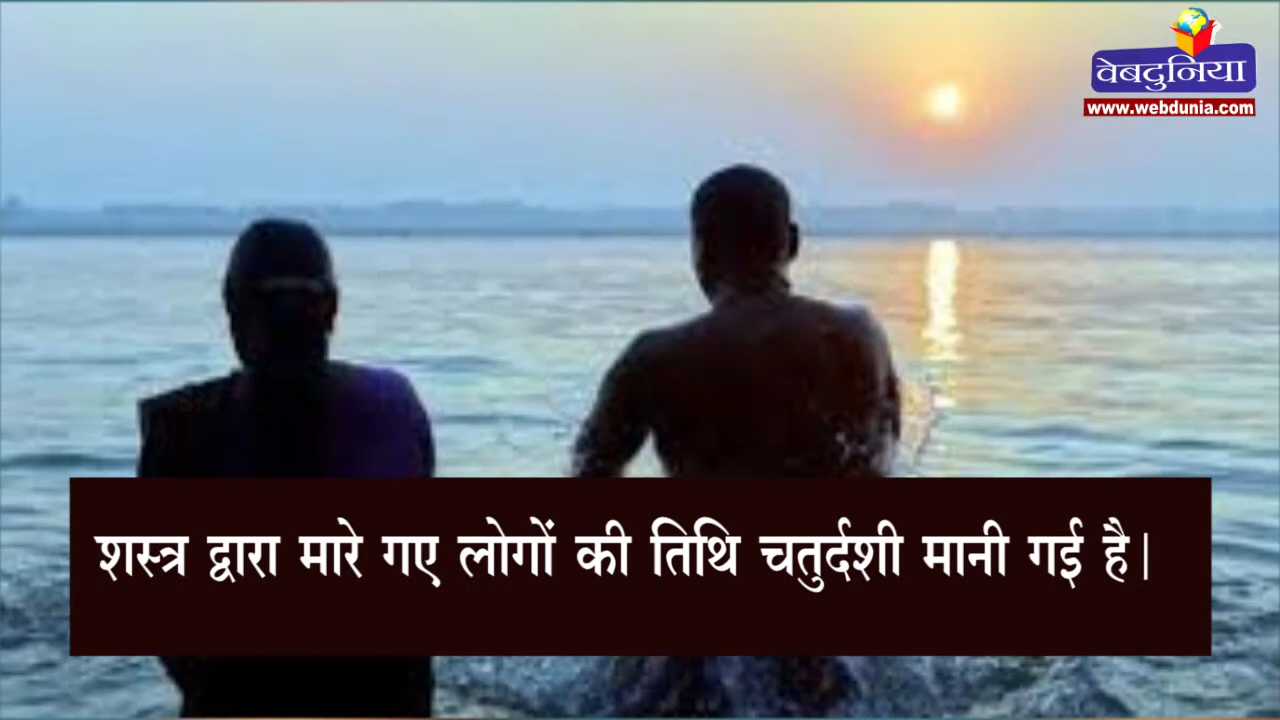 वेबदुनिया
www.webdunia.com
शस्त्र द्वारा मारे गए लोगों की तिथि चतुर्दशी मानी गई है।